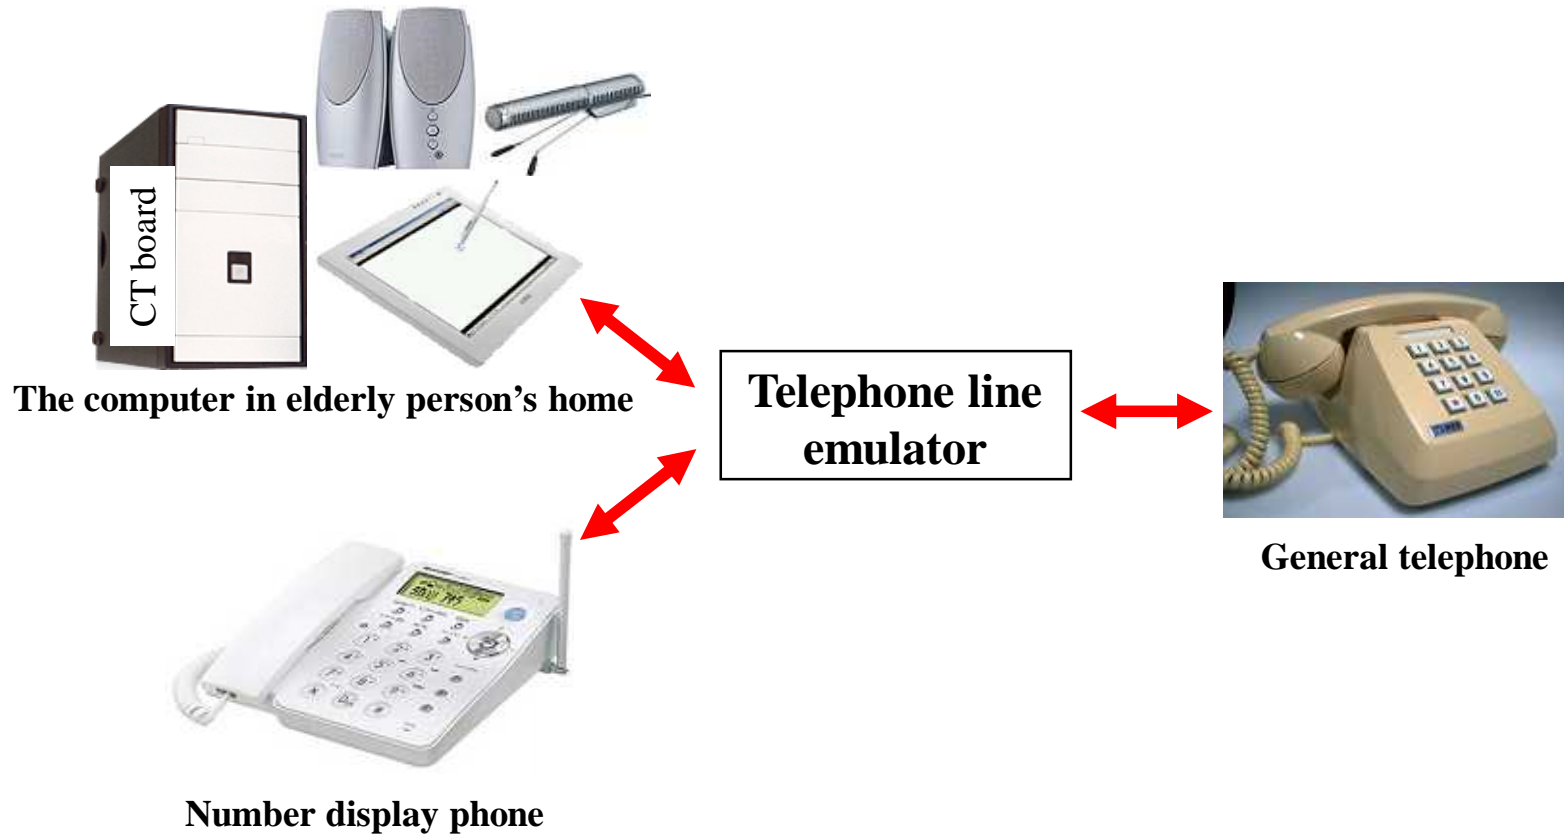 CT board
The computer in elderly person's home
Telephone line
emulator
General telephone
Number display phone